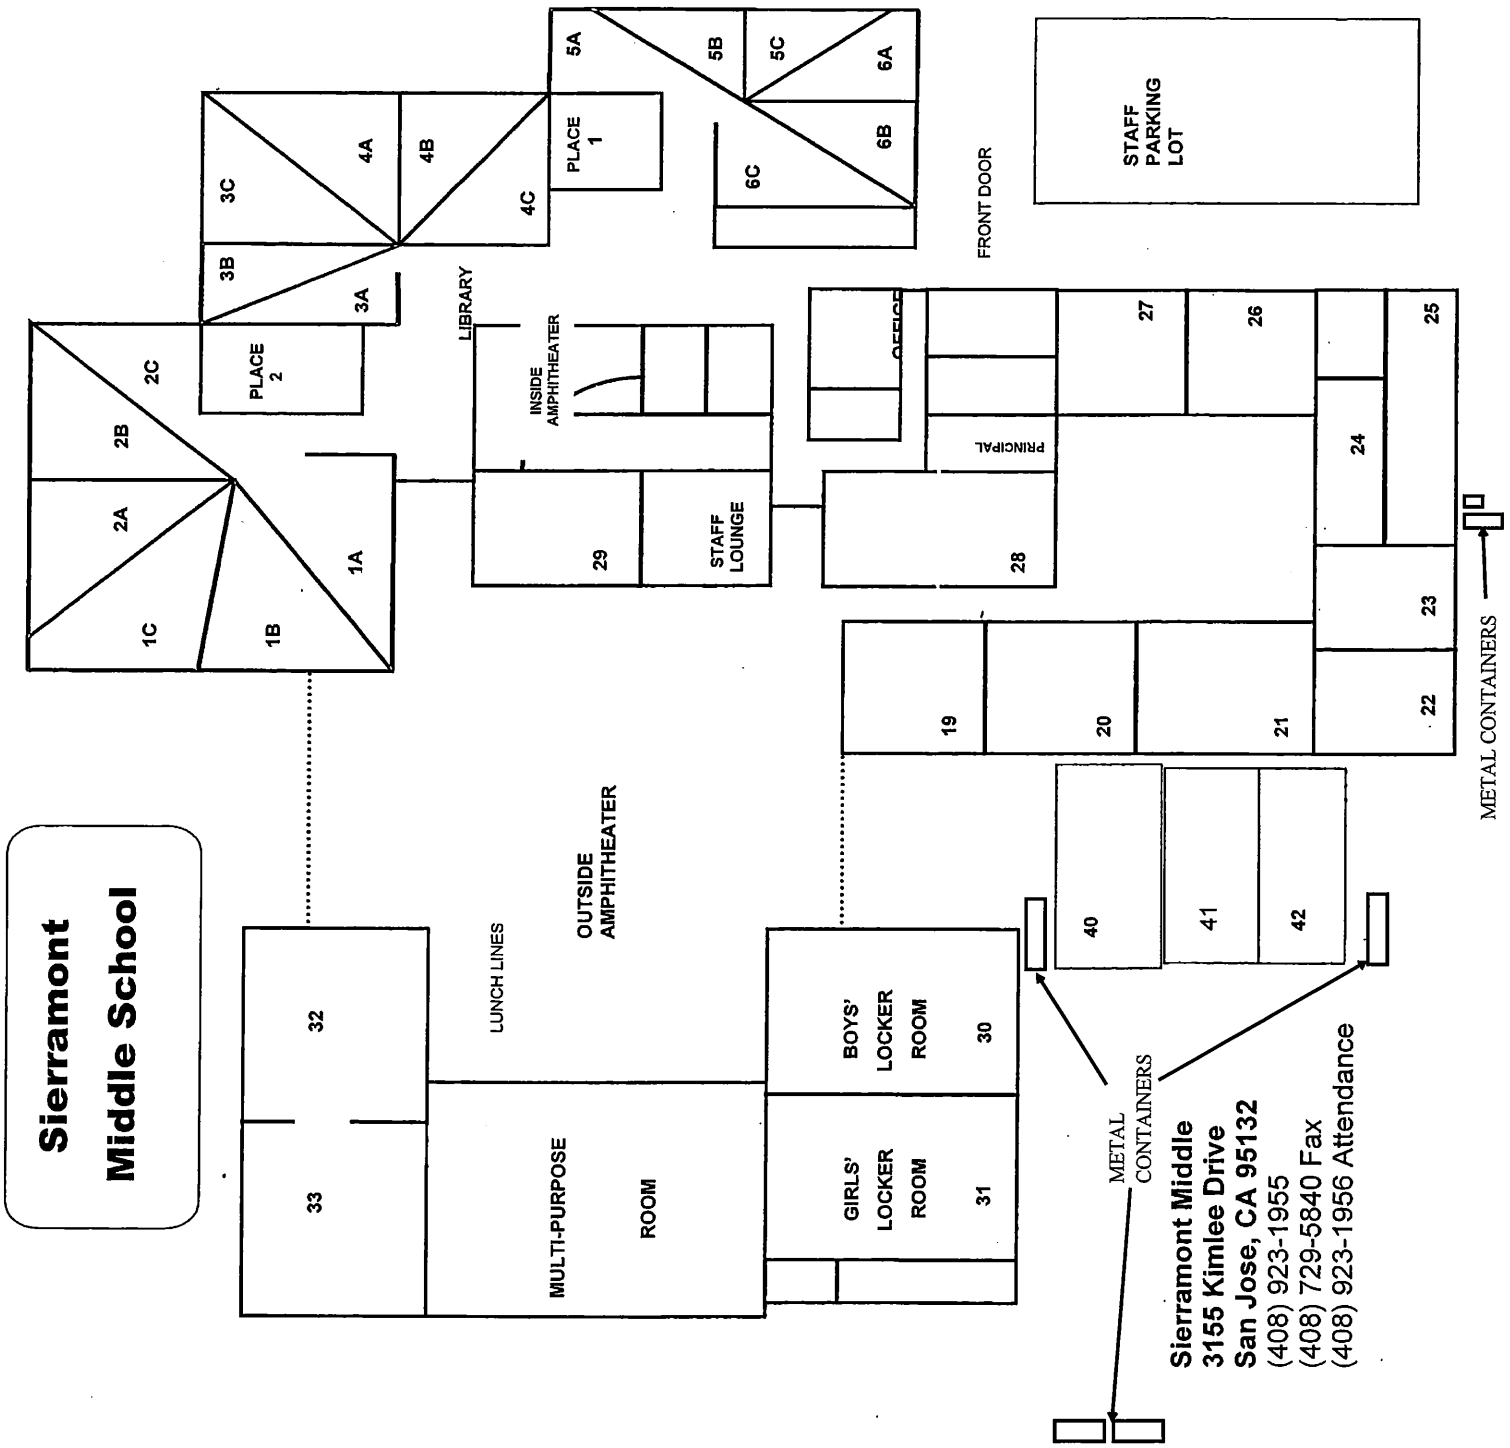 Sierramont
Middle School
33
32
LUNCH LINES
MULTI-PURPOSE
ROOM
OUTSIDE
AMPHITHEATER
GIRLS'
LOCKER
ROOM
31
BOYS'
LOCKER
ROOM
30
1C
1B
1A
2A
2B
2C
PLACE
2
3A
3B
3C
4A
4B
4C
PLACE
1
5A
5B
5C
6A
6B
6C
LIBRARY
INSIDE
AMPHITHEATER
29
STAFF
LOUNGE
28
PRINCIPAL
OFFICE
FRONT DOOR
STAFF
PARKING
LOT
27
26
25
24
23
22
21
20
19
40
41
42
METAL CONTAINERS
METAL
CONTAINERS
Sierramont Middle
3155 Kimlee Drive
San Jose, CA 95132
(408) 923-1955
(408) 729-5840 Fax
(408) 923-1956 Attendance